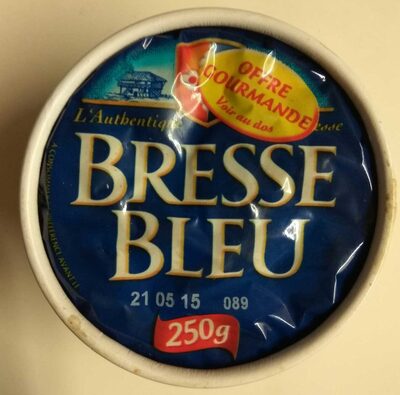 OFFRE
GOURMANDE
Voir au dos
L'Authentique
BRESSE
BLEU
21 05 15 089
250g